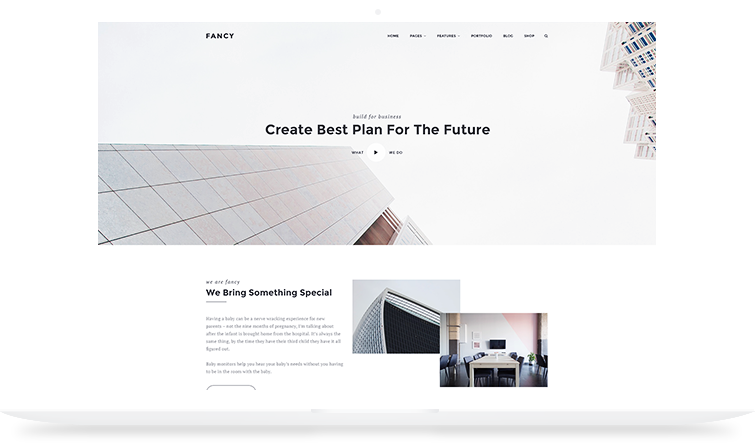 FANCY
HOME PAGES FEATURES PORTFOLIO BLOG SHOP
build for business
Create Best Plan For The Future
WHAT WE DO
we are fancy
We Bring Something Special
Having a baby can be a nerve wracking experience for new
parents – not the nine months of pregnancy, I'm talking about
after the infant is brought home from the hospital. It's always the
same thing, by the time they have their third child they have it all
figured out.
Baby monitors help you hear your baby's needs without you having
to be in the room with the baby.